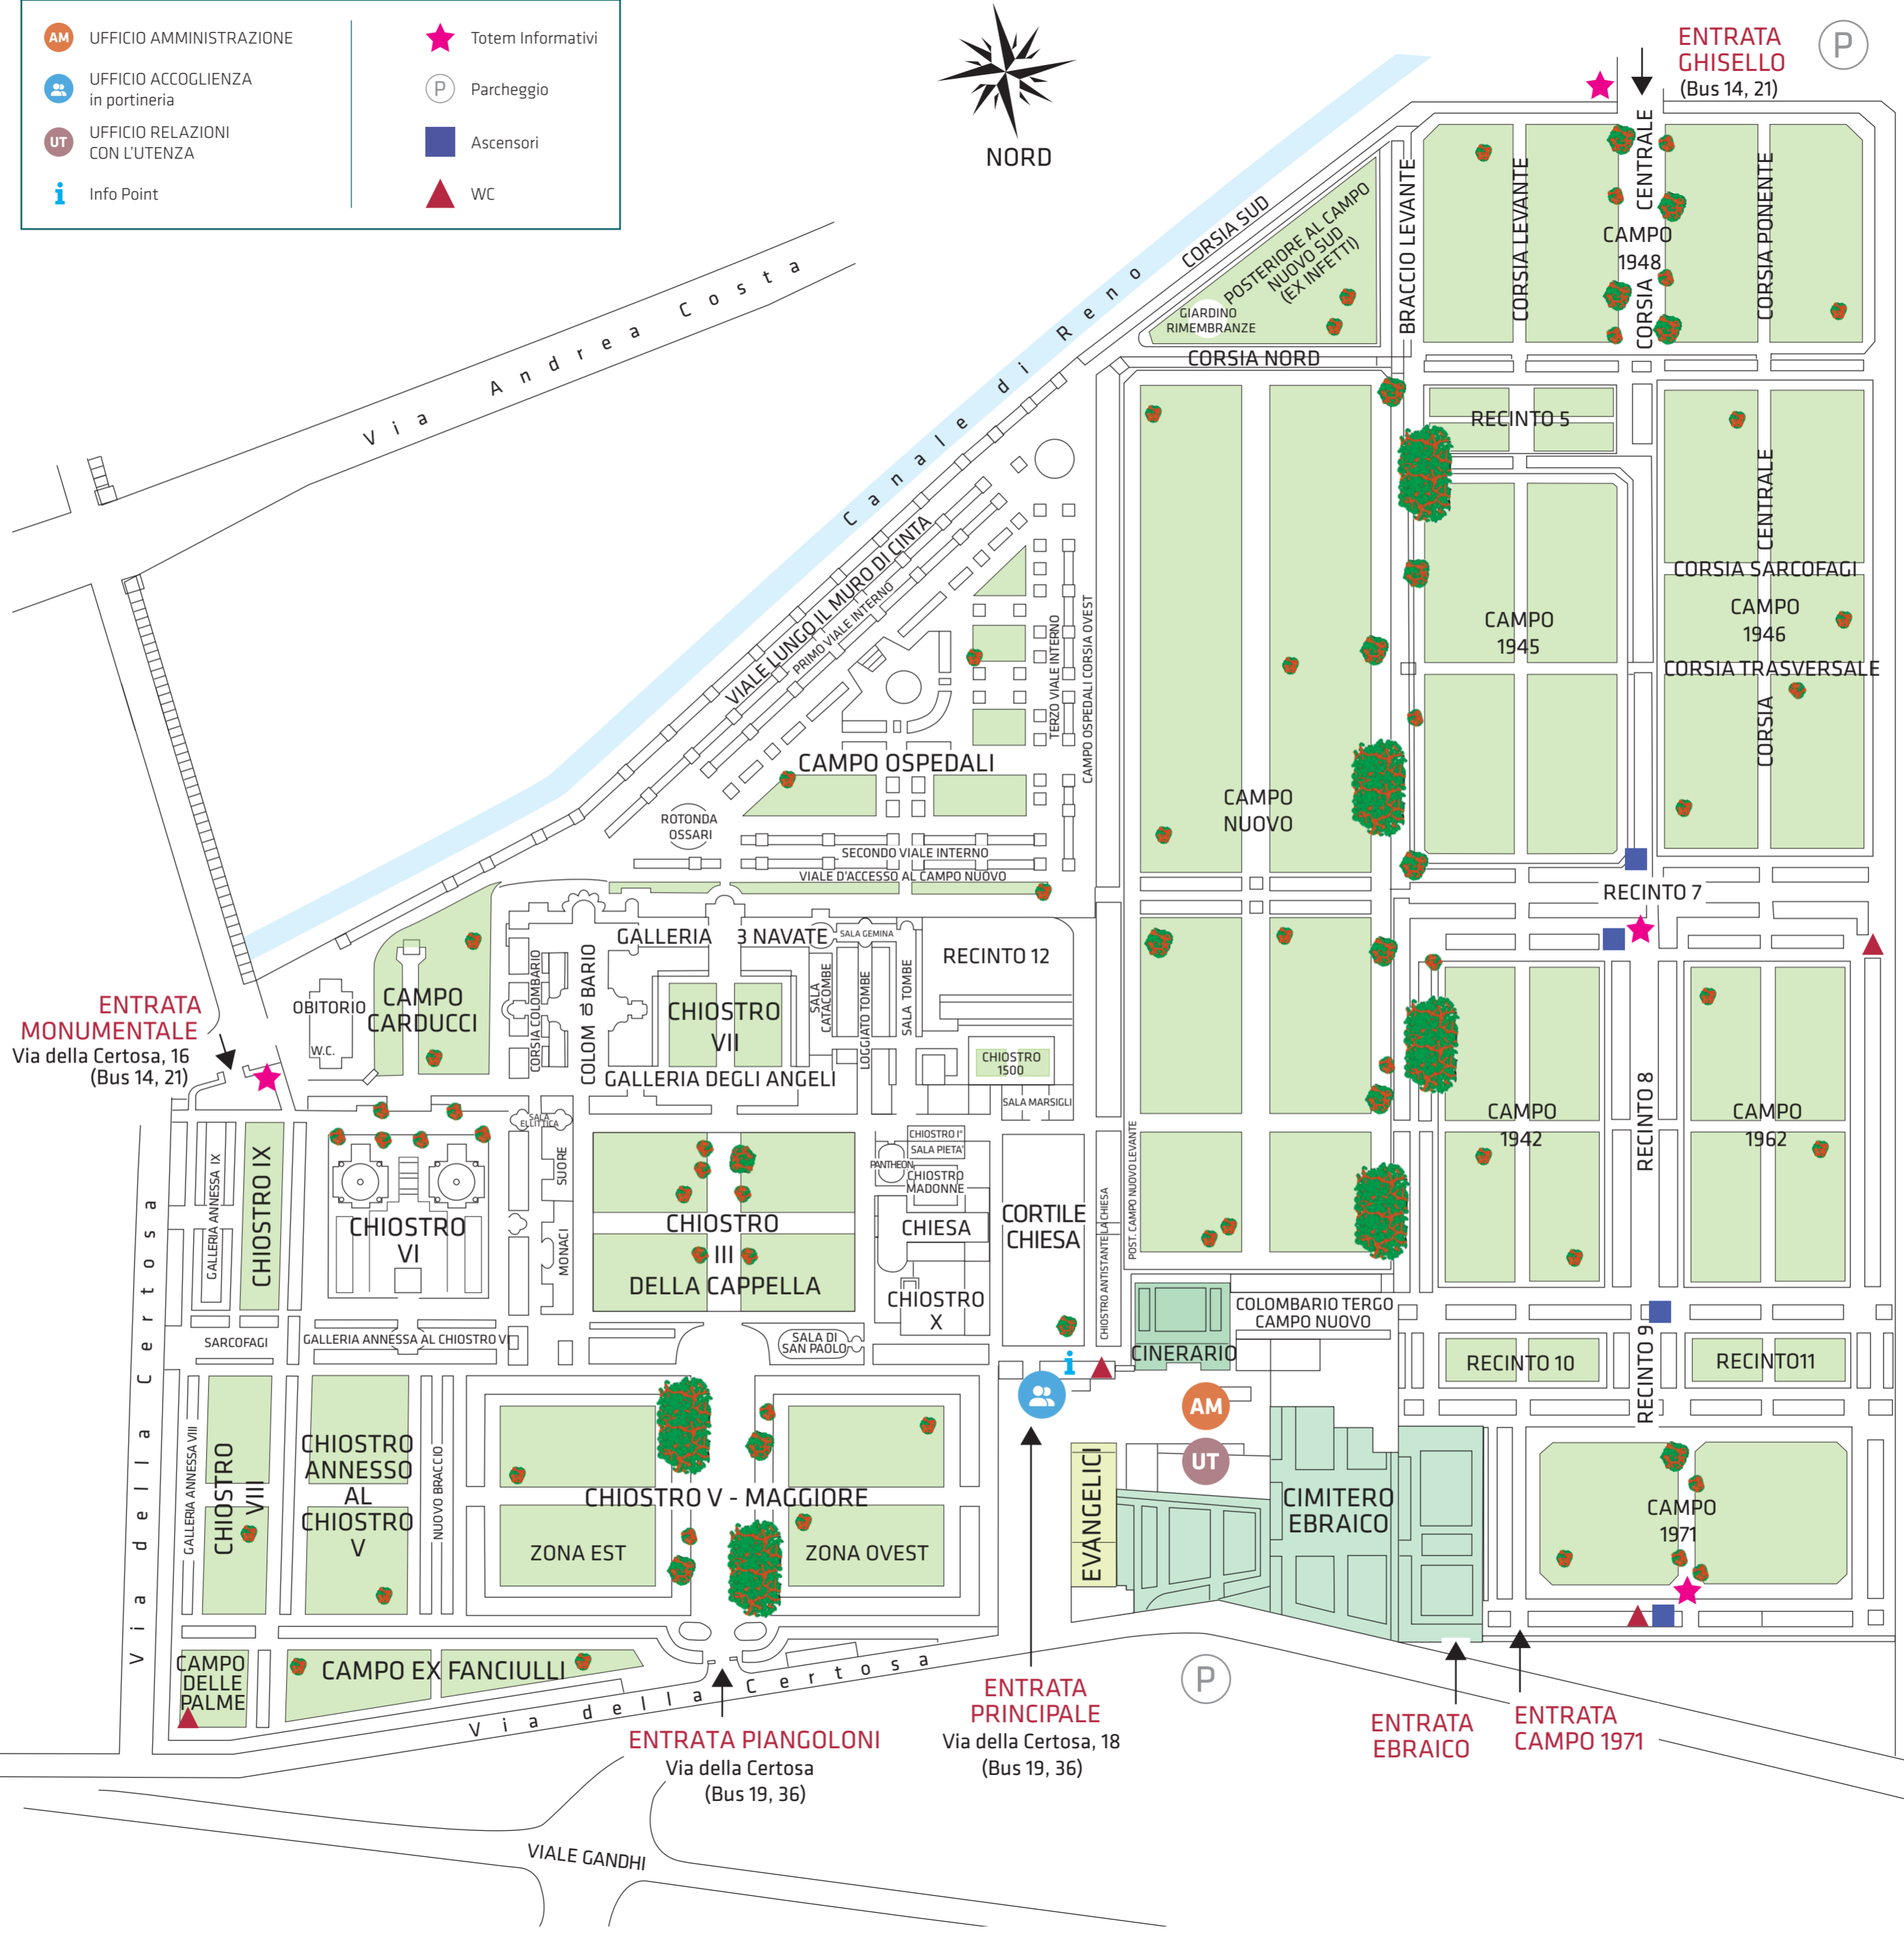 AM UFFICIO AMMINISTRAZIONE
UFFICIO ACCOGLIENZA
in portineria
UT UFFICIO RELAZIONI
CON L'UTENZA
i Info Point
Totem Informativi
P Parcheggio
Ascensori
WC
NORD
ENTRATA
GHISELLO
(Bus 14, 21)
P
Via Andrea Costa
Canale di Reno
CORSIA SUD
POSTERIORE AL CAMPO
NUOVO SUD
(EX INFETTI)
GIARDINO
RIMEMBRANZE
CORSIA NORD
BRACCIO LEVANTE
CORSIA LEVANTE
CORSIA CENTRALE
CAMPO
1948
CORSIA PONENTE
RECINTO 5
CORSIA CENTRALE
CORSIA SARCOFAGI
CAMPO
1945
CAMPO
1946
CORSIA TRASVERSALE
VIALE LUNGO IL MURO DI CINTA
PRIMO VIALE INTERNO
TERZO VIALE INTERNO
CAMPO OSPEDALI CORSIA OVEST
CAMPO OSPEDALI
CAMPO
NUOVO
ROTONDA
OSSARI
SECONDO VIALE INTERNO
VIALE D'ACCESSO AL CAMPO NUOVO
RECINTO 7
GALLERIA 3 NAVATE
SALA GEMINA
RECINTO 12
ENTRATA
MONUMENTALE
Via della Certosa, 16
(Bus 14, 21)
OBITORIO
W.C.
CAMPO
CARDUCCI
CORSIA COLOMBARIO
COLOMBARIO
10
CHIOSTRO
VII
SALA
CATACOMBE
LOGGIATO TOMBE
SALA TOMBE
CHIOSTRO
1500
GALLERIA DEGLI ANGELI
SALA MARSIGLI
SALA
ELLITTICA
CAMPO
1942
RECINTO 8
CAMPO
1962
GALLERIA ANNESSA IX
CHIOSTRO IX
CHIOSTRO
VI
SUORE
MONACI
CHIOSTRO
III
DELLA CAPPELLA
CHIOSTRO I°
SALA PIETA'
PANTHEON
CHIOSTRO
MADONNE
CHIESA
CHIOSTRO
X
CORTILE
CHIESA
CHIOSTRO ANTISTANTE LA CHIESA
POST. CAMPO NUOVO LEVANTE
SARCOFAGI
GALLERIA ANNESSA AL CHIOSTRO VI
SALA DI
SAN PAOLO
COLOMBARIO TERGO
CAMPO NUOVO
CINERARIO
i
RECINTO 9
RECINTO 10
RECINTO11
AM
UT
Via della Certosa
GALLERIA ANNESSA VIII
CHIOSTRO
VIII
CHIOSTRO
ANNESSO
AL
CHIOSTRO
V
NUOVO BRACCIO
CHIOSTRO V - MAGGIORE
ZONA EST
ZONA OVEST
EVANGELICI
CIMITERO
EBRAICO
CAMPO
1971
CAMPO
DELLE
PALME
CAMPO EX FANCIULLI
Via della Certosa
P
ENTRATA PIANGOLONI
Via della Certosa
(Bus 19, 36)
ENTRATA
PRINCIPALE
Via della Certosa, 18
(Bus 19, 36)
ENTRATA
EBRAICO
ENTRATA
CAMPO 1971
VIALE GANDHI